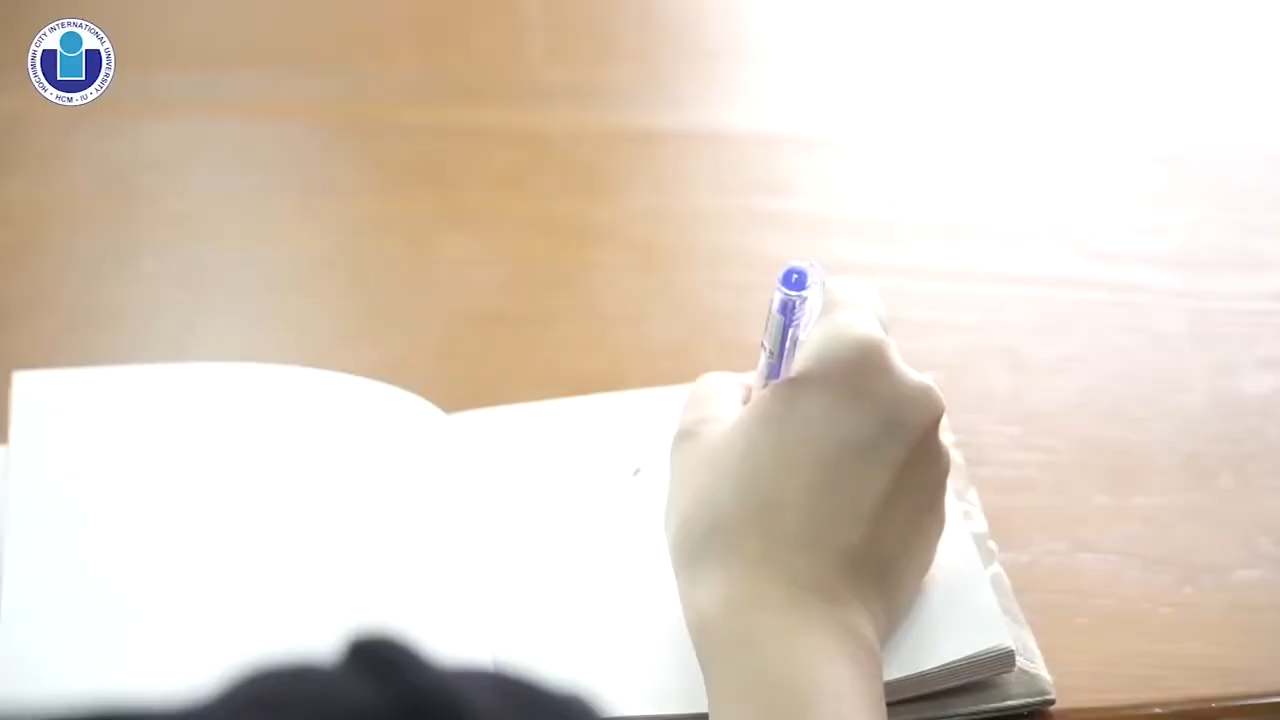 HOCHIMINH CITY INTERNATIONAL UNIVERSITY
• HCM - IU •